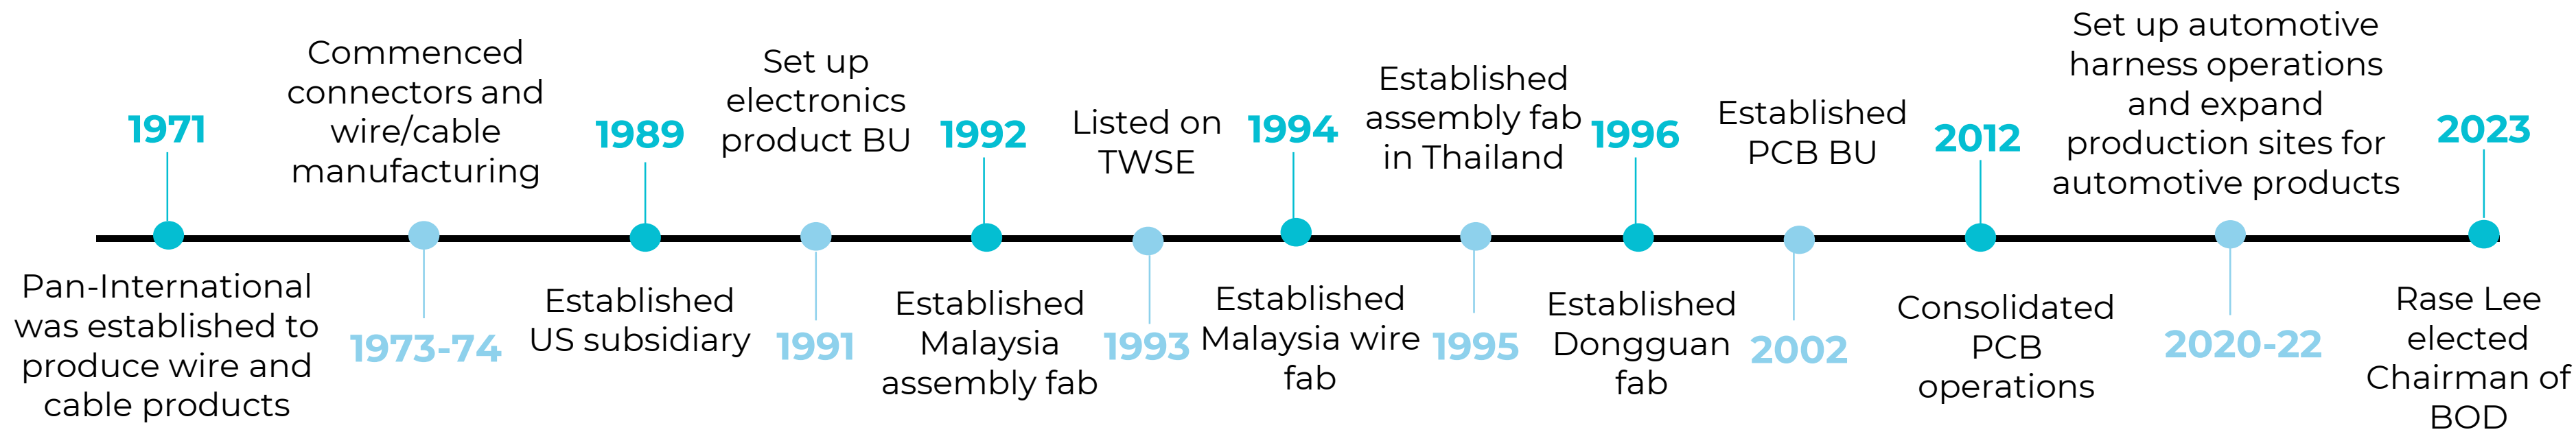 1971
Pan-International
was established to
produce wire and
cable products
Commenced
connectors and
wire/cable
manufacturing
1973-74
1989
Established
US subsidiary
Set up
electronics
product BU
1991
1992
Established
Malaysia
assembly fab
Listed on
TWSE
1993
1994
Established
Malaysia wire
fab
Established
assembly fab
in Thailand
1995
1996
Established
Dongguan
fab
Established
PCB BU
2002
2012
Consolidated
PCB
operations
Set up automotive
harness operations
and expand
production sites for
automotive products
2020-22
2023
Rase Lee
elected
Chairman of
BOD